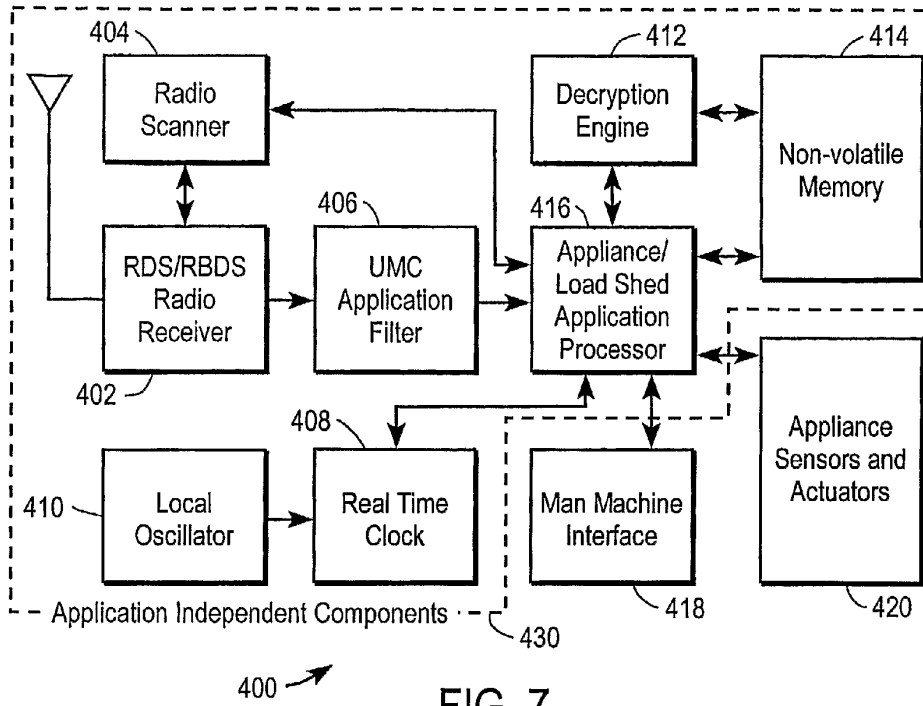 404
Radio
Scanner
412
Decryption
Engine
414
Non-volatile
Memory
RDS/RBDS
Radio
Receiver
402
406
UMC
Application
Filter
416
Appliance/
Load Shed
Application
Processor
410
Local
Oscillator
408
Real Time
Clock
Man Machine
Interface
418
Appliance
Sensors and
Actuators
420
Application Independent Components
430
400
FIG. 7